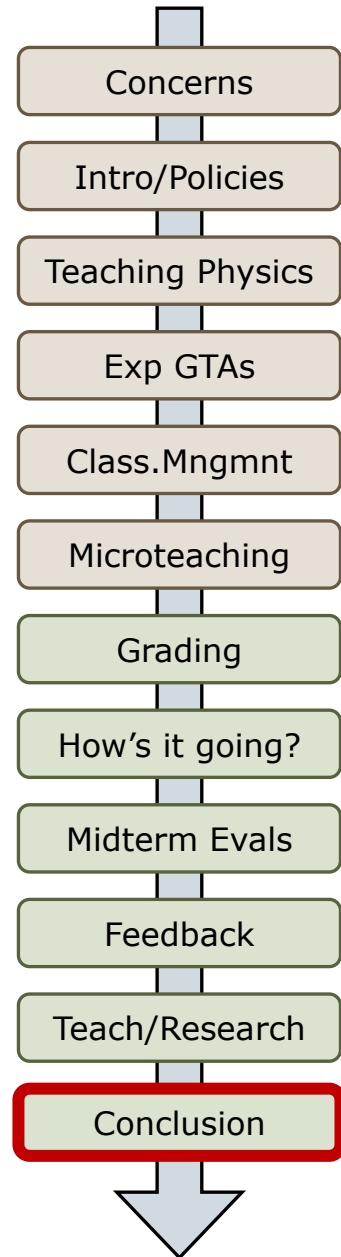 Concerns
Intro/Policies
Teaching Physics
Exp GTAs
Class.Mngmnt
Microteaching
Grading
How’s it going?
Midterm Evals
Feedback
Teach/Research
Conclusion